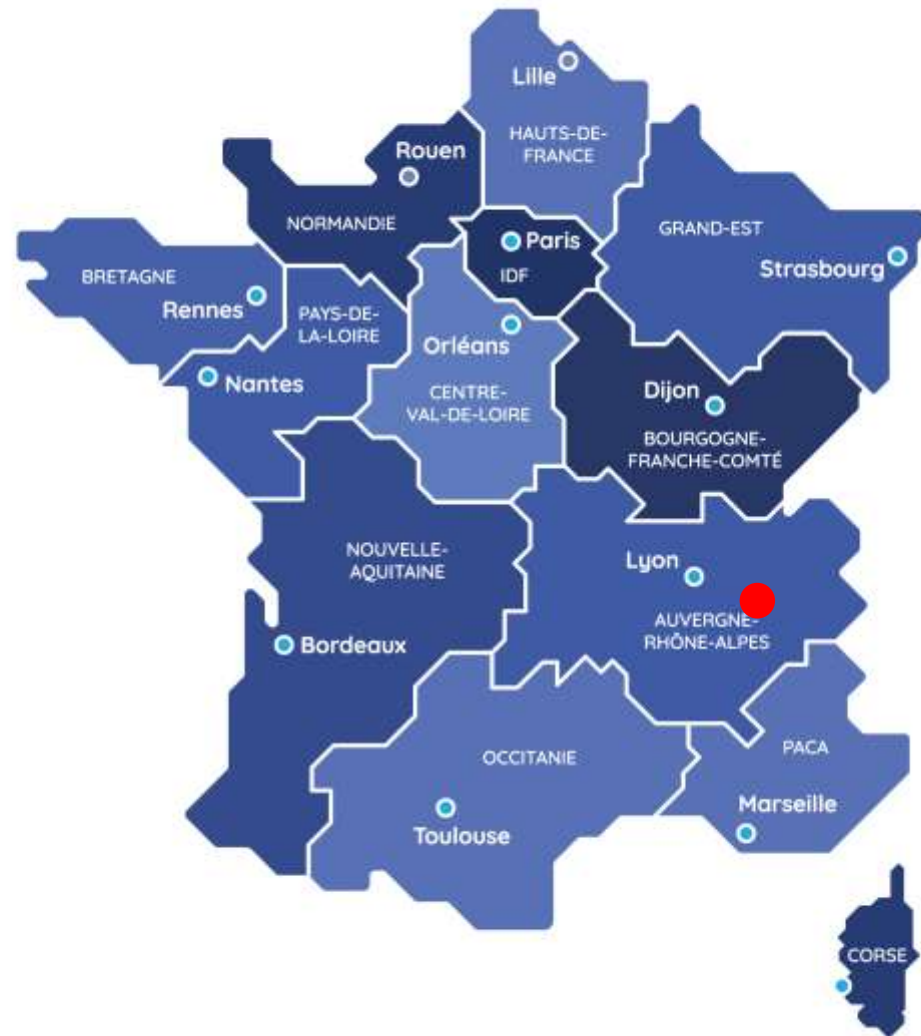 Lille
HAUTS-DE-
FRANCE
Rouen
NORMANDIE
Paris
IDF
GRAND-EST
Strasbourg
BRETAGNE
Rennes
PAYS-DE-
LA-LOIRE
Nantes
Orléans
CENTRE-
VAL-DE-LOIRE
Dijon
BOURGOGNE-
FRANCHE-COMTÉ
NOUVELLE-
AQUITAINE
Bordeaux
Lyon
AUVERGNE-
RHÔNE-ALPES
OCCITANIE
Toulouse
PACA
Marseille
CORSE